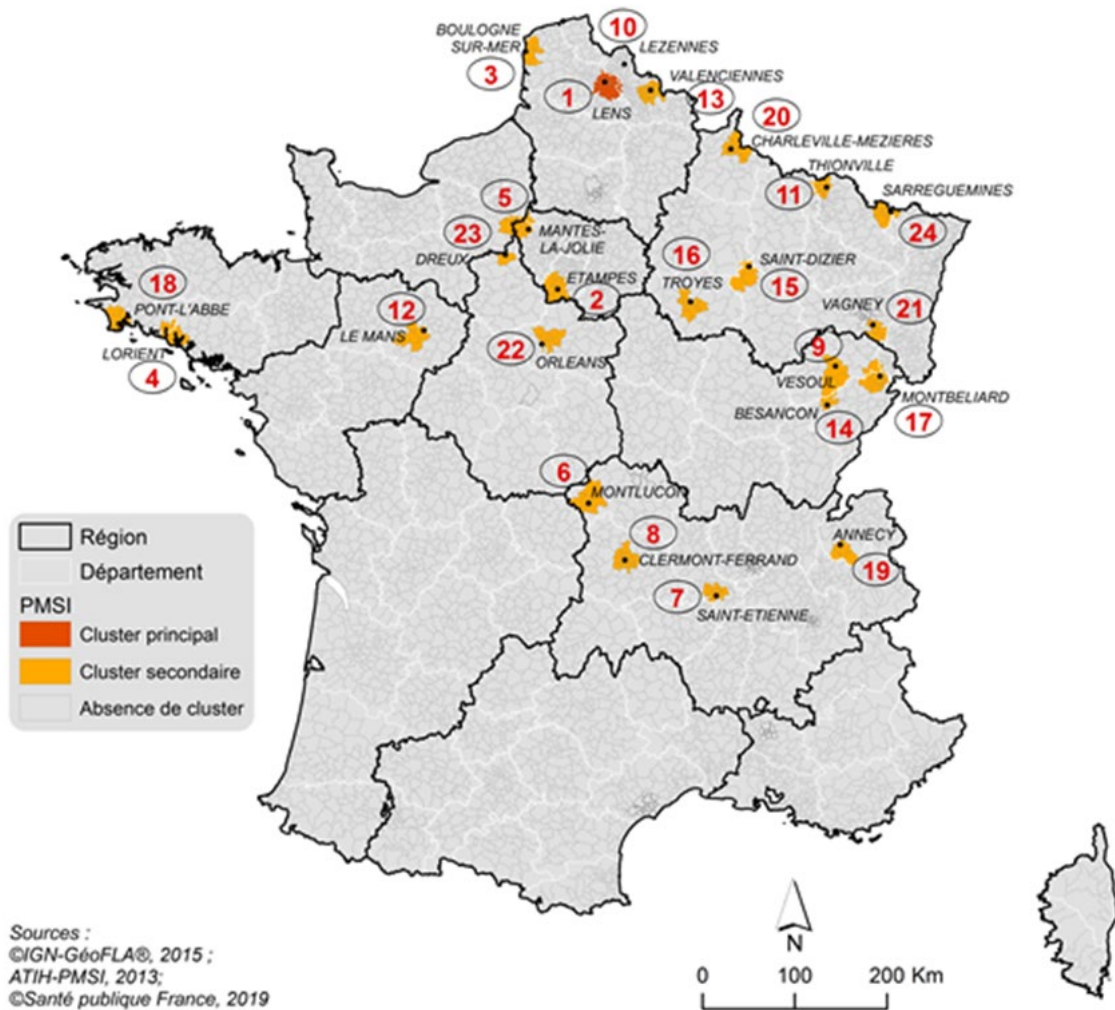 BOULOGNE
SUR-MER
3
10
LEZENNES
VALENCIENNES
13
1
LENS
20
CHARLEVILLE-MEZIERES
THIONVILLE
11
SARREGUEMINES
24
5
MANTES-
LA-JOLIE
23
DREUX
16
TROYES
SAINT-DIZIER
15
ETAMPES
2
18
PONT-L'ABBE
LORIENT
4
12
LE MANS
22
ORLEANS
VAGNEY
21
9
VESOUL
BESANCON
14
MONTBELIARD
17
6
MONTLUCON
8
CLERMONT-FERRAND
7
SAINT-ETIENNE
ANNECY
19
Région
Département
PMSI
Cluster principal
Cluster secondaire
Absence de cluster
Sources :
©IGN-GéoFLA®, 2015 ;
ATIH-PMSI, 2013;
©Santé publique France, 2019
N
0 100 200 Km